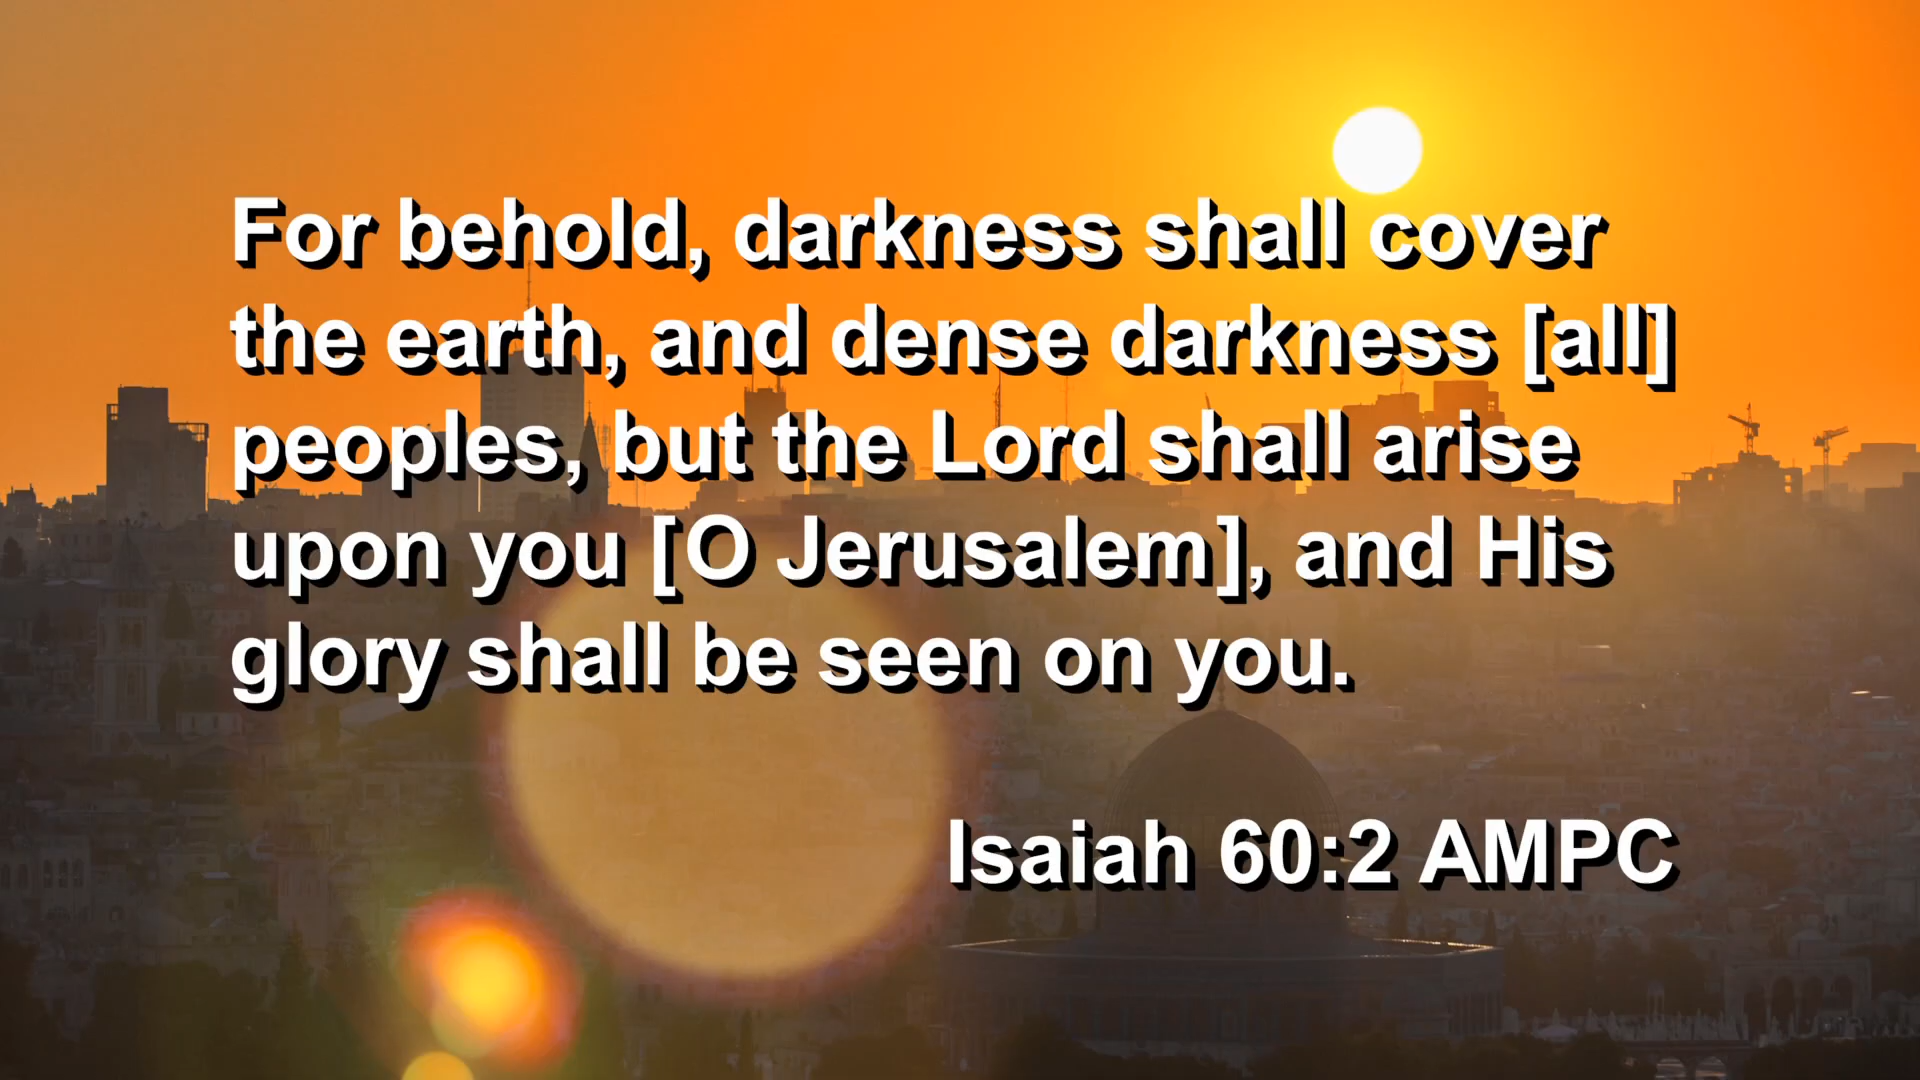 For behold, darkness shall cover
the earth, and dense darkness [all]
peoples, but the Lord shall arise
upon you [O Jerusalem], and His
glory shall be seen on you.
Isaiah 60:2 AMPC